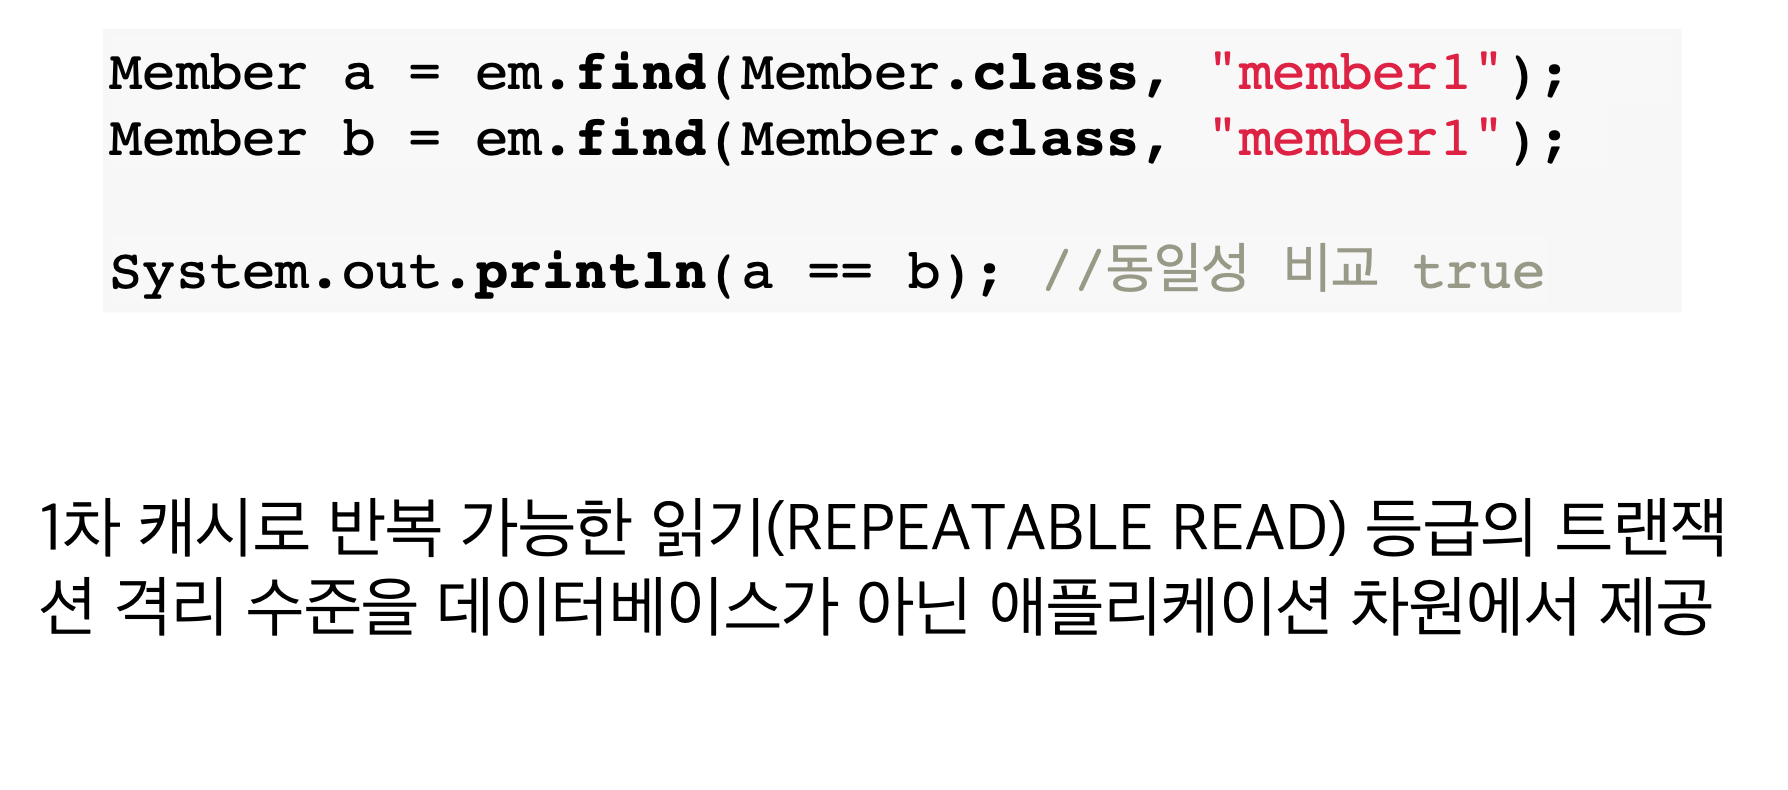 Member a = em.find(Member.class, "member1");
Member b = em.find(Member.class, "member1");
System.out.println(a == b); //동일성 비교 true
1차 캐시로 반복 가능한 읽기(REPEATABLE READ) 등급의 트랜잭
션 격리 수준을 데이터베이스가 아닌 애플리케이션 차원에서 제공